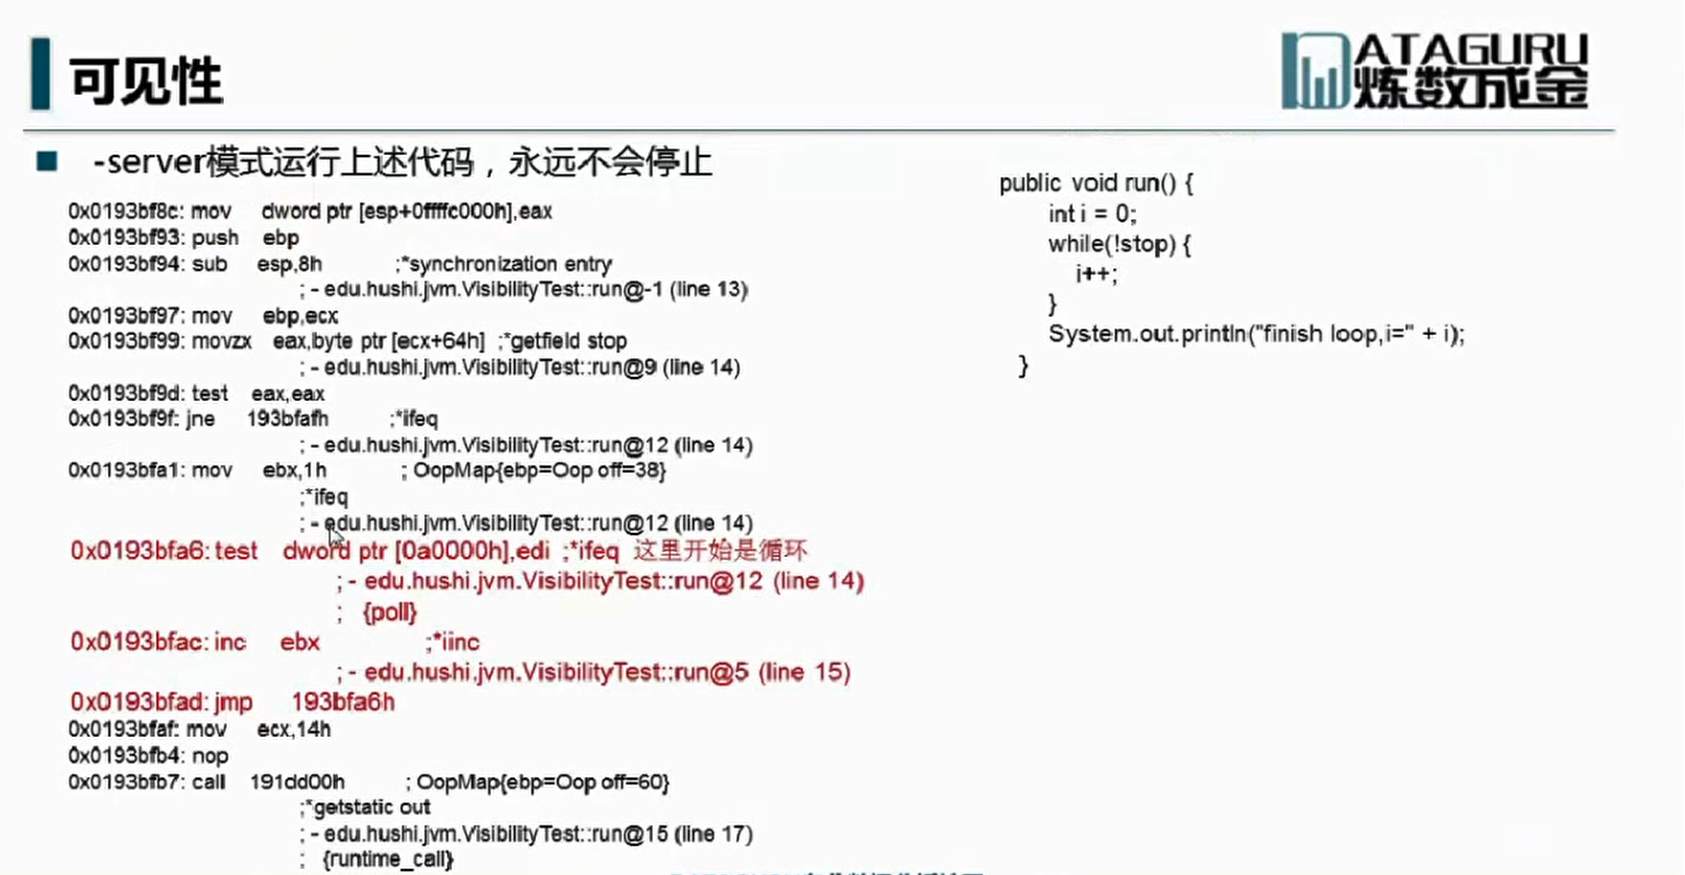 可见性
ATAGURU
炼数成金
-server模式运行上述代码，永远不会停止
0x0193bf8c: mov dword ptr [esp+0ffffc000h],eax
0x0193bf93: push ebp
0x0193bf94: sub esp,8h ;*synchronization entry
; - edu.hushi.jvm.VisibilityTest::run@-1 (line 13)
0x0193bf97: mov ebp,ecx
0x0193bf99: movzx eax,byte ptr [ecx+64h] ;*getfield stop
; - edu.hushi.jvm.VisibilityTest::run@9 (line 14)
0x0193bf9d: test eax,eax
0x0193bf9f: jne 193bfafh ;*ifeq
; - edu.hushi.jvm.VisibilityTest::run@12 (line 14)
0x0193bfa1: mov ebx,1h ; OopMap{ebp=Oop off=38}
;*ifeq
; - edu.hushi.jvm.VisibilityTest::run@12 (line 14)
0x0193bfa6: test dword ptr [0a0000h],edi ;*ifeq 这里开始是循环
; - edu.hushi.jvm.VisibilityTest::run@12 (line 14)
; {poll}
0x0193bfac: inc ebx ;*iinc
; - edu.hushi.jvm.VisibilityTest::run@5 (line 15)
0x0193bfad: jmp 193bfa6h
0x0193bfaf: mov ecx,14h
0x0193bfb4: nop
0x0193bfb7: call 191dd00h ; OopMap{ebp=Oop off=60}
;*getstatic out
; - edu.hushi.jvm.VisibilityTest::run@15 (line 17)
; {runtime_call}
public void run() {
int i = 0;
while(!stop) {
i++;
}
System.out.println("finish loop,i=" + i);
}